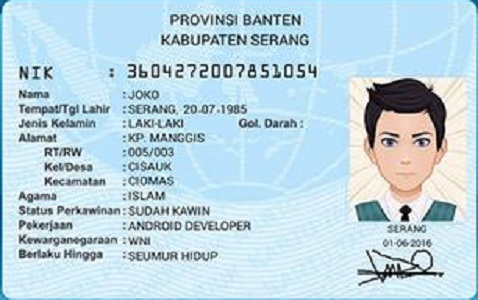 PROVINSI BANTEN
KABUPATEN SERANG
NIK : 3604272007851054
Nama : JOKO
Tempat/Tgl Lahir : SERANG, 20-07-1985
Jenis Kelamin : LAKI-LAKI Gol. Darah :
Alamat : KP. MANGGIS
RT/RW : 005/003
Kel/Desa : CISAUK
Kecamatan : CIOMAS
Agama : ISLAM
Status Perkawinan : SUDAH KAWIN
Pekerjaan : ANDROID DEVELOPER
Kewarganegaraan : WNI
Berlaku Hingga : SEUMUR HIDUP
SERANG
01-06-2016